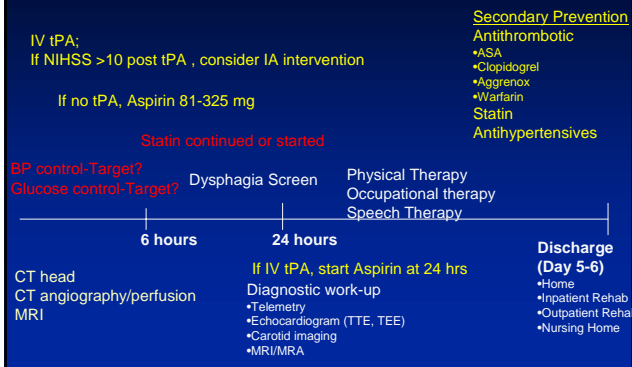 Secondary Prevention
Antithrombotic
•ASA
•Clopidogrel
•Aggrenox
•Warfarin
Statin
Antihypertensives
IV tPA;
If NIHSS >10 post tPA , consider IA intervention
If no tPA, Aspirin 81-325 mg
Statin continued or started
BP control-Target?
Glucose control-Target?
Dysphagia Screen
Physical Therapy
Occupational therapy
Speech Therapy
6 hours
24 hours
Discharge
(Day 5-6)
•Home
•Inpatient Rehab
•Outpatient Rehal
•Nursing Home
CT head
CT angiography/perfusion
MRI
If IV tPA, start Aspirin at 24 hrs
Diagnostic work-up
•Telemetry
•Echocardiogram (TTE, TEE)
•Carotid imaging
•MRI/MRA